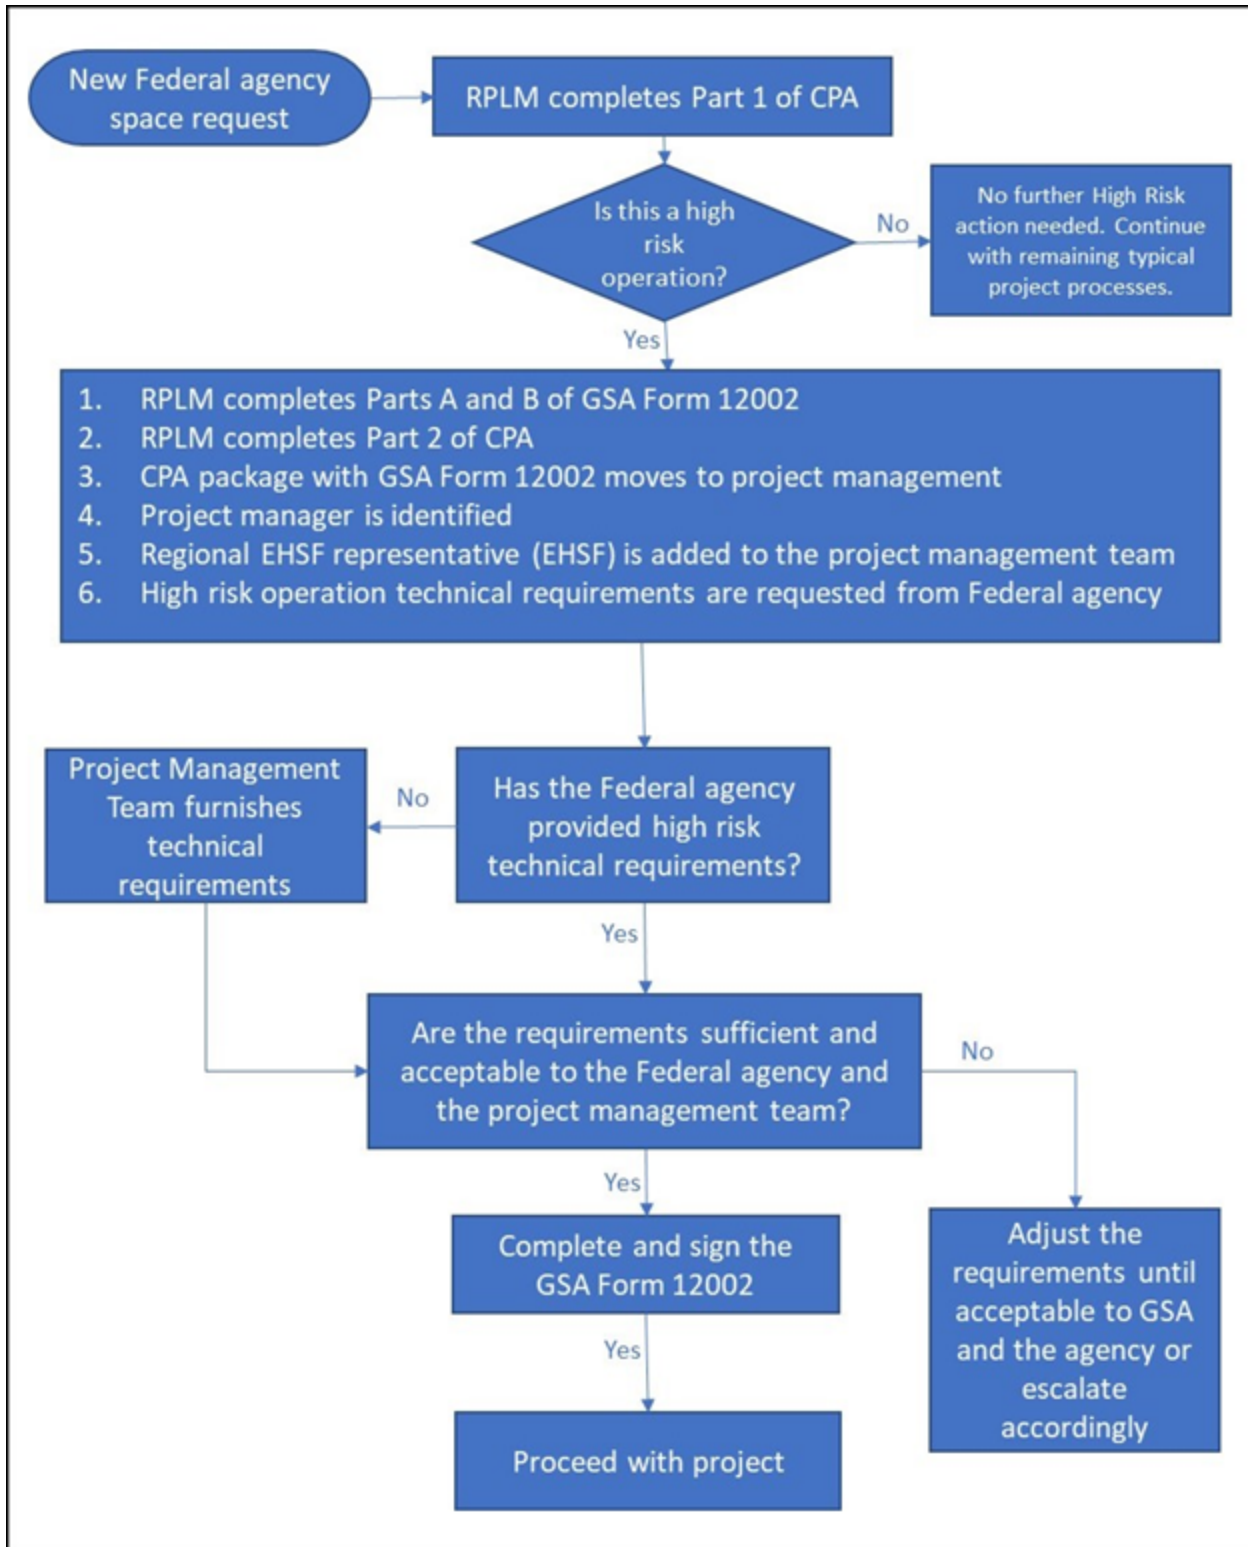 New Federal agency
space request
RPLM completes Part 1 of CPA
Is this a high
risk
operation?
No
No further High Risk
action needed. Continue
with remaining typical
project processes.
Yes
1. RPLM completes Parts A and B of GSA Form 12002
2. RPLM completes Part 2 of CPA
3. CPA package with GSA Form 12002 moves to project management
4. Project manager is identified
5. Regional EHSF representative (EHSF) is added to the project management team
6. High risk operation technical requirements are requested from Federal agency
Has the Federal agency
provided high risk
technical requirements?
No
Project Management
Team furnishes
technical
requirements
Yes
Are the requirements sufficient and
acceptable to the Federal agency and
the project management team?
No
Yes
Complete and sign the
GSA Form 12002
Adjust the
requirements until
acceptable to GSA
and the agency or
escalate
accordingly
Yes
Proceed with project